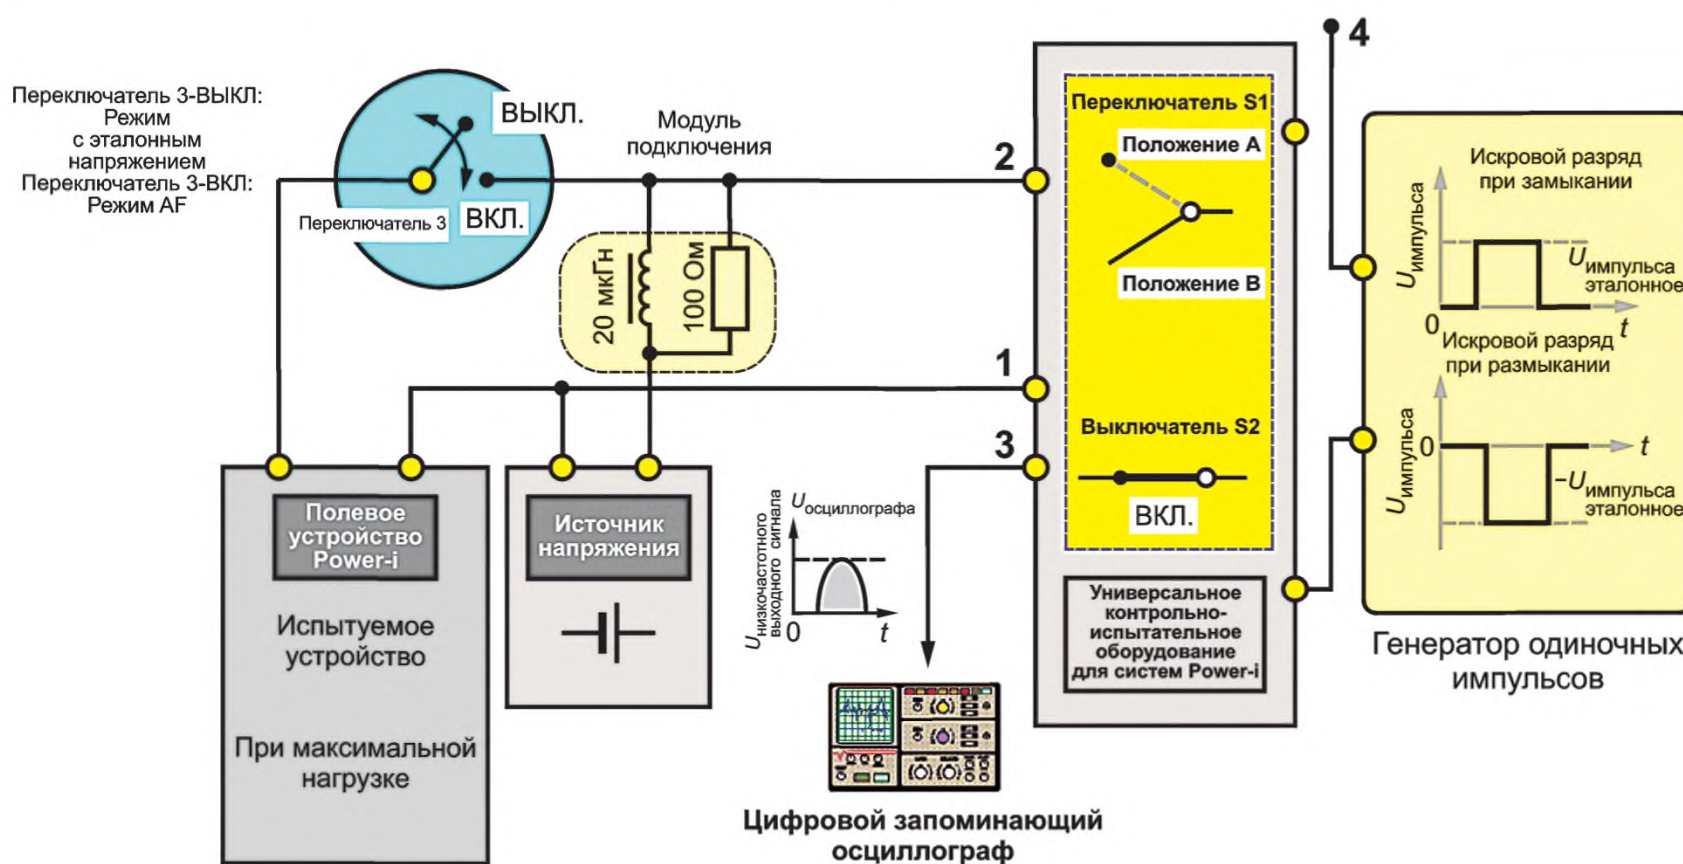 Переключатель 3-ВЫКЛ:
Режим
с эталонным
напряжением
Переключатель 3-ВКЛ:
Режим AF
ВЫКЛ.
Переключатель 3
ВКЛ.
Модуль
подключения
20 мкГн
100 Ом
2
1
3
4
Переключатель S1
Положение A
Положение B
Выключатель S2
ВКЛ.
Универсальное
контрольно-
испытательное
оборудование
для систем Power-i
Искровой разряд
при замыкании
Uимпульса
Uимпульса
эталонное
0
t
Искровой разряд
при размыкании
Uимпульса
0
t
–Uимпульса
эталонное
Генератор одиночных
импульсов
Полевое
устройство
Power-i
Испытуемое
устройство
При максимальной
нагрузке
Источник
напряжения
Uнизкочастотного
выходного сигнала
Uосциллографа
0
t
Цифровой запоминающий
осциллограф